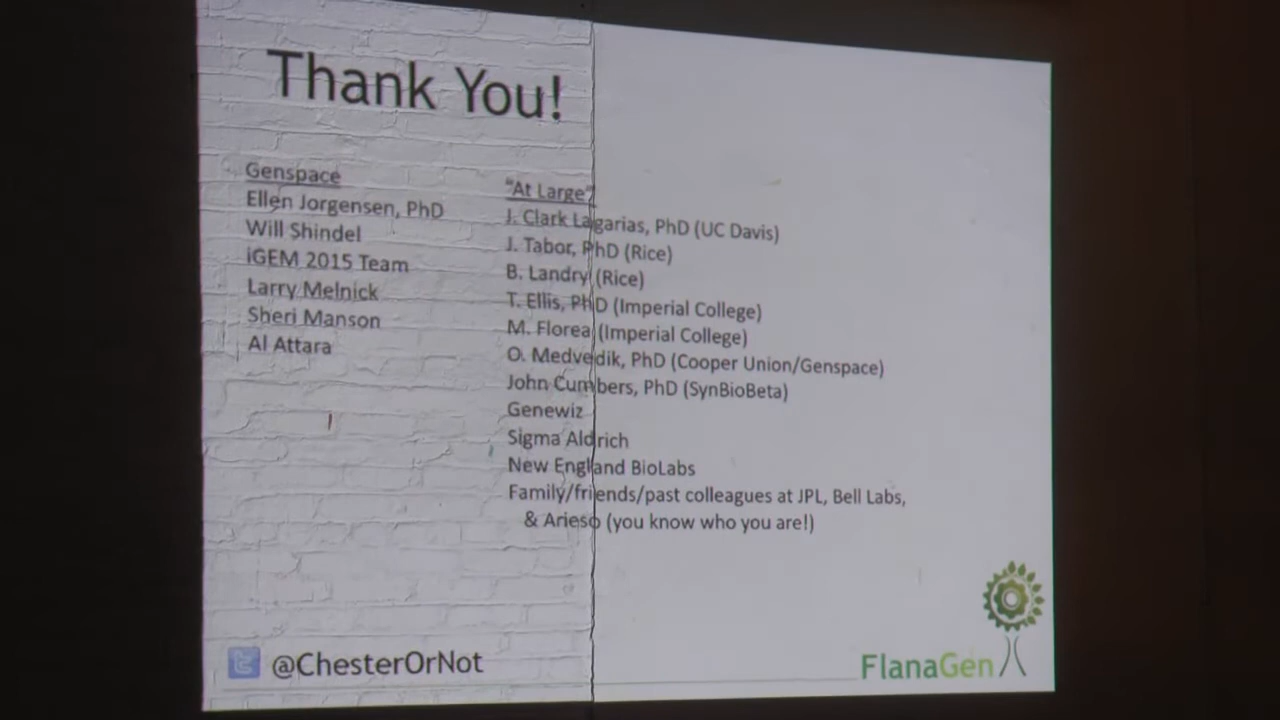 Thank You!
Genspace
Ellen Jorgensen, PhD
Will Shindel
iGEM 2015 Team
Larry Melnick
Sheri Manson
Al Attara
"At Large"
J. Clark Lagarias, PhD (UC Davis)
J. Tabor, PhD (Rice)
B. Landry (Rice)
T. Ellis, PhD (Imperial College)
M. Florea (Imperial College)
O. Medvedik, PhD (Cooper Union/Genspace)
John Cumbers, PhD (SynBioBeta)
Genewiz
Sigma Aldrich
New England BioLabs
Family/friends/past colleagues at JPL, Bell Labs,
& Arieso (you know who you are!)
@ChesterOrNot
FlanaGen